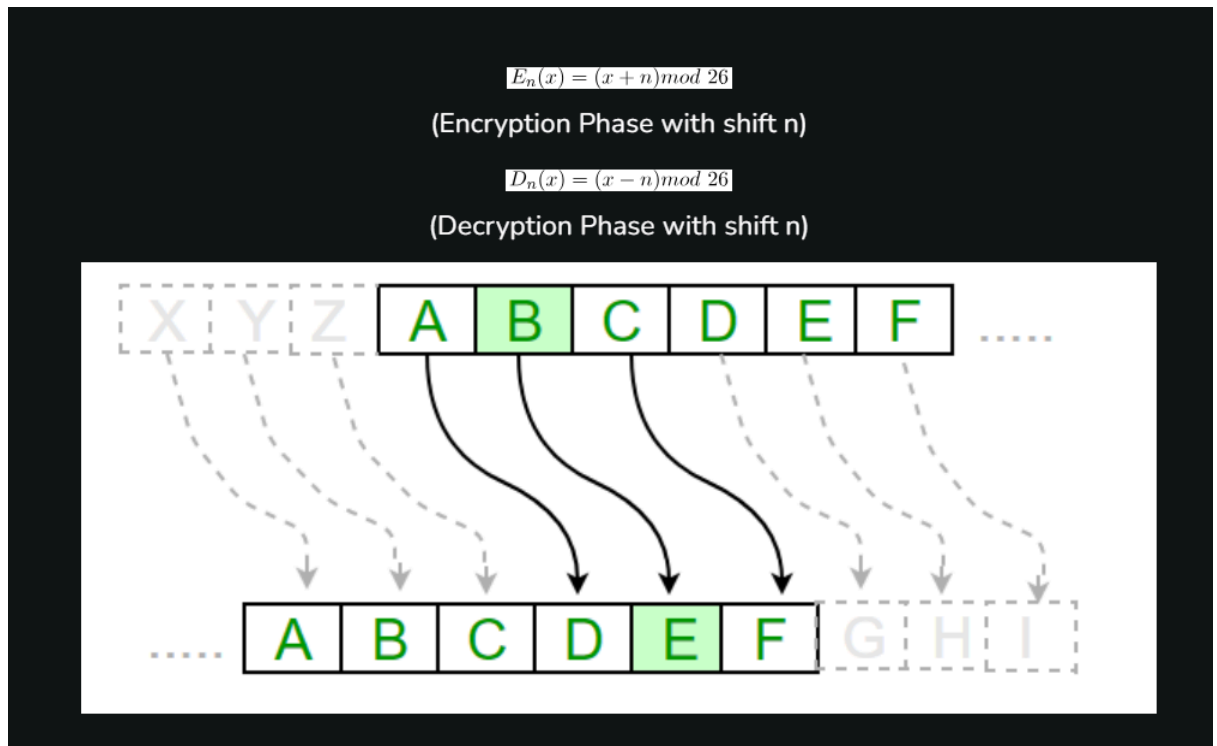 E_n(x) = (x + n)mod 26
(Encryption Phase with shift n)
D_n(x) = (x − n)mod 26
(Decryption Phase with shift n)
X Y Z A B C D E F .....
..... A B C D E F G H I